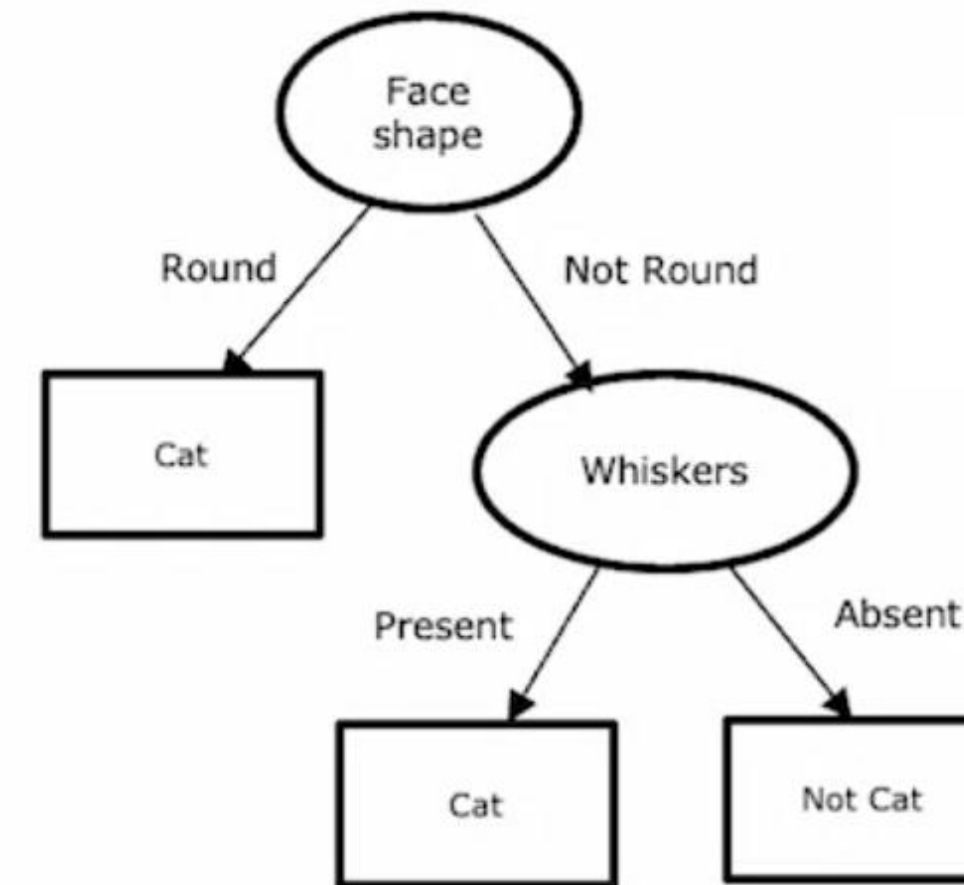 Face
shape
Round
Not Round
Cat
Whiskers
Present
Absent
Cat
Not Cat